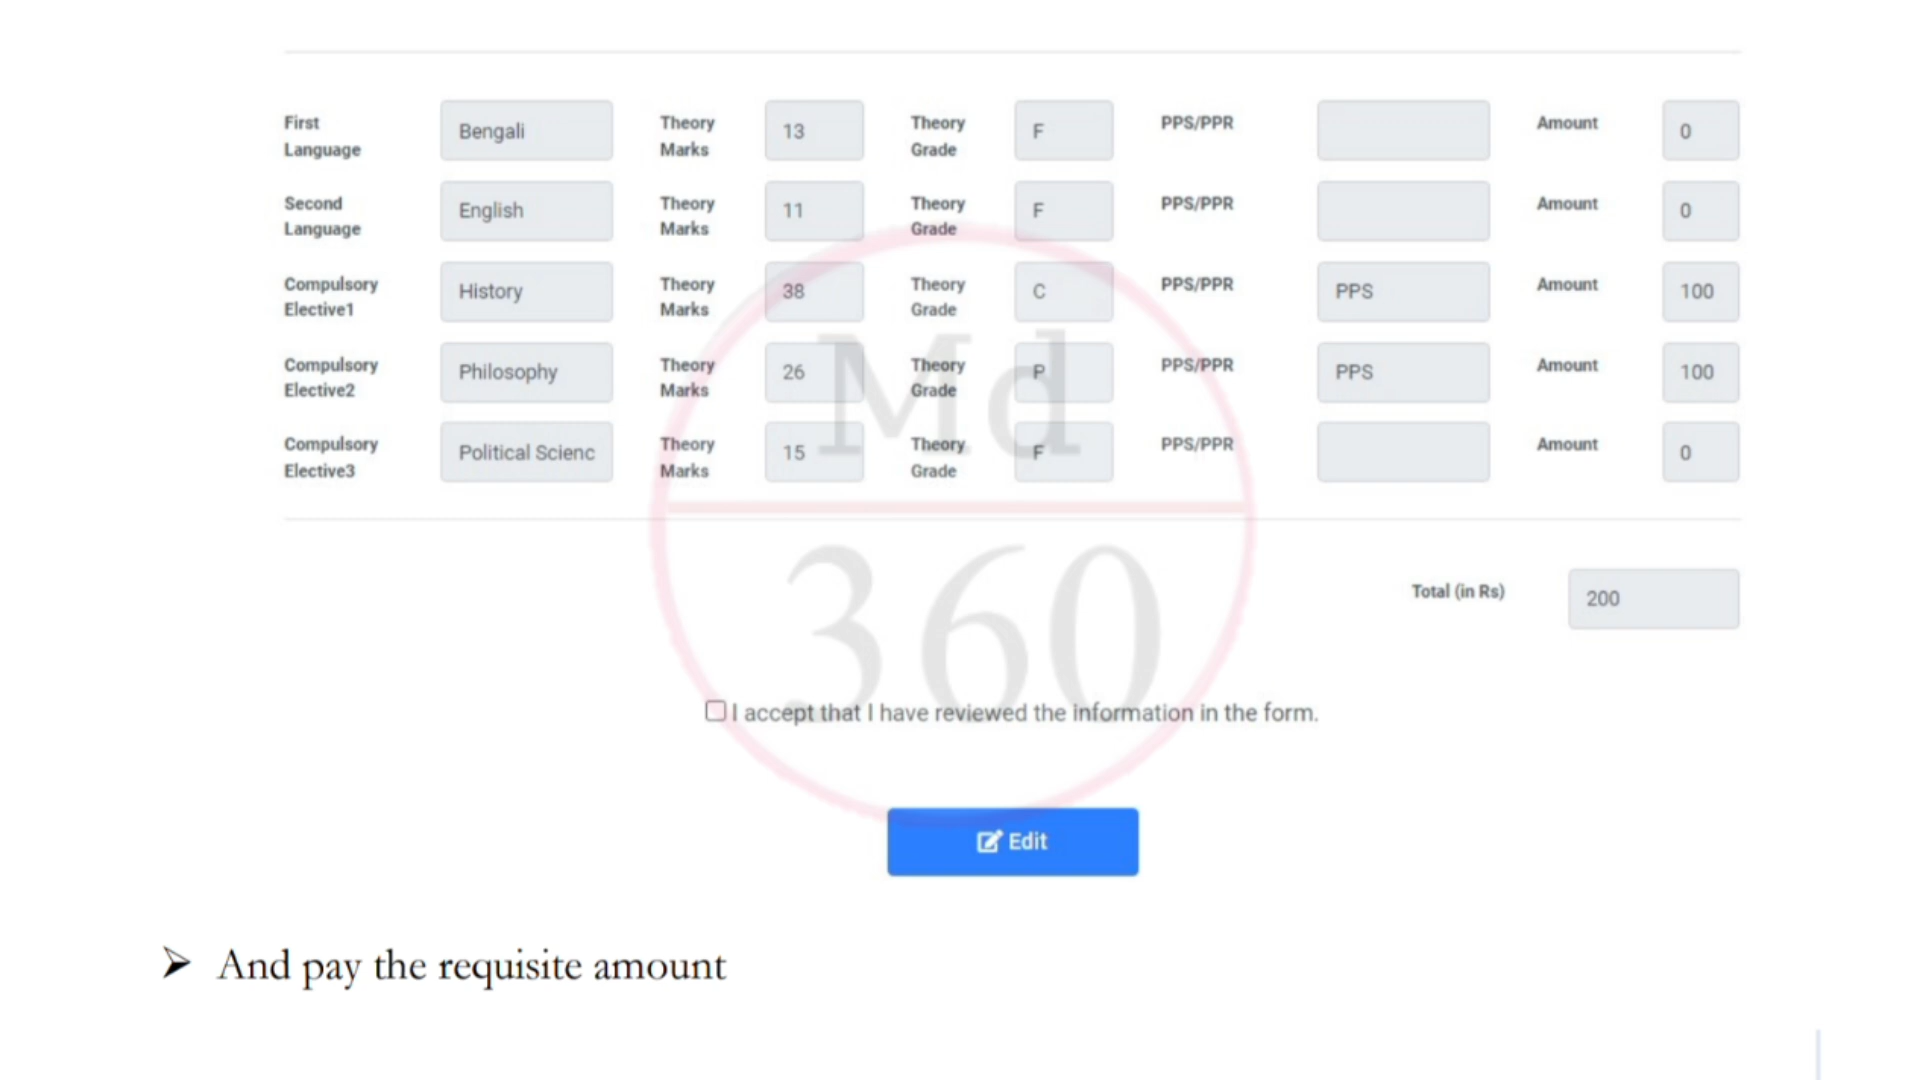 First Language Bengali Theory Marks 13 Theory Grade F PPS/PPR Amount 0
Second Language English Theory Marks 11 Theory Grade F PPS/PPR Amount 0
Compulsory Elective1 History Theory Marks 38 Theory Grade C PPS/PPR PPS Amount 100
Compulsory Elective2 Philosophy Theory Marks 26 Theory Grade P PPS/PPR PPS Amount 100
Compulsory Elective3 Political Scienc Theory Marks 15 Theory Grade F PPS/PPR Amount 0
Md
360
Total (in Rs) 200
I accept that I have reviewed the information in the form.
Edit
And pay the requisite amount